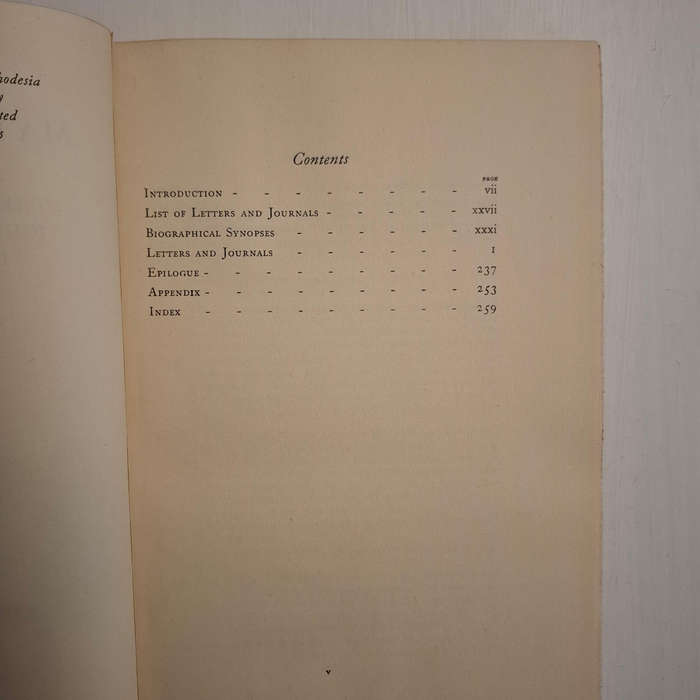 hodesia
ted
Contents
PAGE
Introduction - - - - - - - - vii
List of Letters and Journals - - - - - xxvii
Biographical Synopses - - - - - - xxxi
Letters and Journals - - - - - - 1
Epilogue - - - - - - - - - 237
Appendix - - - - - - - - - 253
Index - - - - - - - - - 259
v